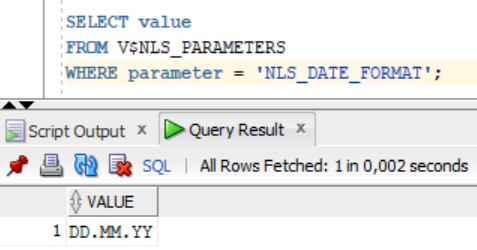 SELECT value
FROM V$NLS_PARAMETERS
WHERE parameter = 'NLS_DATE_FORMAT';
Script Output x Query Result x
SQL | All Rows Fetched: 1 in 0,002 seconds
VALUE
1 DD.MM.YY